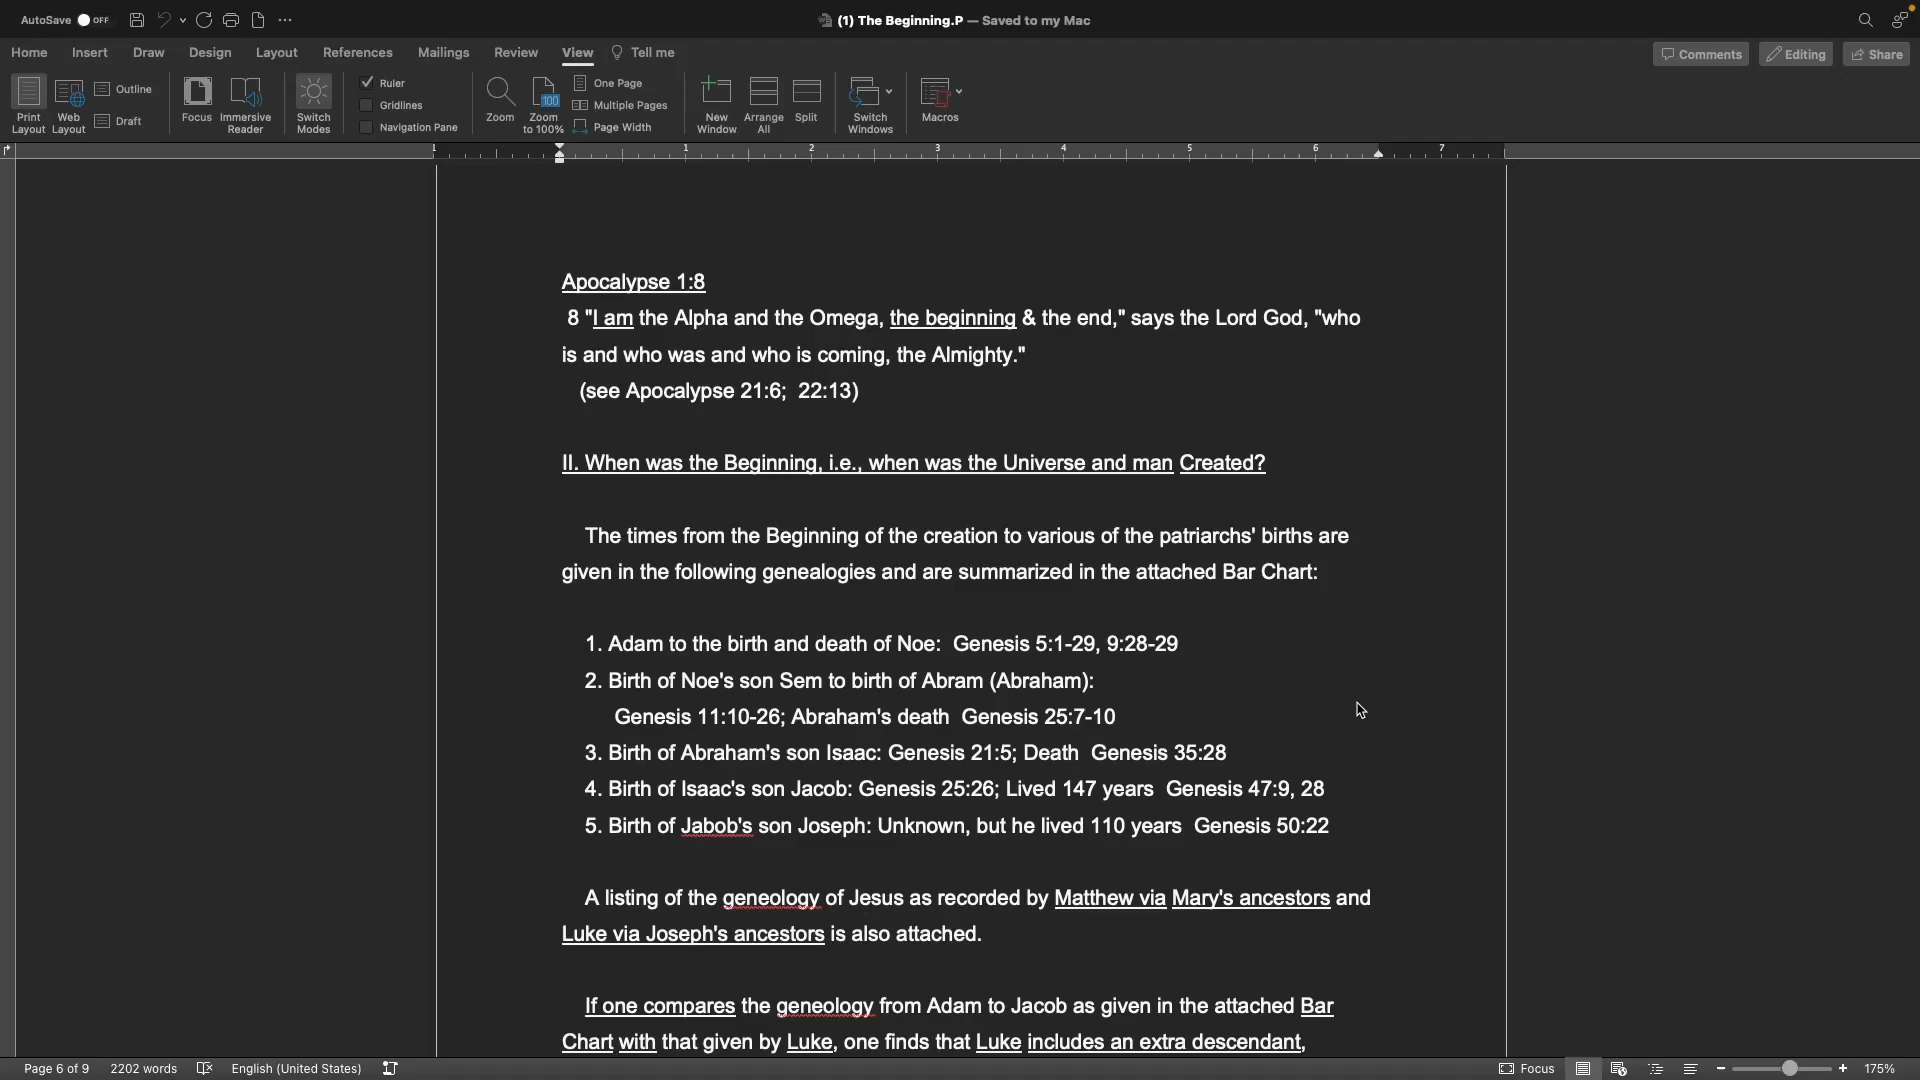 AutoSave OFF
(1) The Beginning.P — Saved to my Mac
Home Insert Draw Design Layout References Mailings Review View Tell me
Comments Editing Share
Print Layout
Web Layout
Outline
Draft
Focus
Immersive Reader
Switch Modes
Ruler
Gridlines
Navigation Pane
Zoom
100
Zoom to 100%
One Page
Multiple Pages
Page Width
New Window
Arrange All
Split
Switch Windows
Macros
1 1 2 3 4 5 6 7
Apocalypse 1:8
8 "I am the Alpha and the Omega, the beginning & the end," says the Lord God, "who
is and who was and who is coming, the Almighty."
(see Apocalypse 21:6; 22:13)
II. When was the Beginning, i.e., when was the Universe and man Created?
The times from the Beginning of the creation to various of the patriarchs' births are
given in the following genealogies and are summarized in the attached Bar Chart:
1. Adam to the birth and death of Noe: Genesis 5:1-29, 9:28-29
2. Birth of Noe's son Sem to birth of Abram (Abraham):
Genesis 11:10-26; Abraham's death Genesis 25:7-10
3. Birth of Abraham's son Isaac: Genesis 21:5; Death Genesis 35:28
4. Birth of Isaac's son Jacob: Genesis 25:26; Lived 147 years Genesis 47:9, 28
5. Birth of Jabob's son Joseph: Unknown, but he lived 110 years Genesis 50:22
A listing of the geneology of Jesus as recorded by Matthew via Mary's ancestors and
Luke via Joseph's ancestors is also attached.
If one compares the geneology from Adam to Jacob as given in the attached Bar
Chart with that given by Luke, one finds that Luke includes an extra descendant,
Page 6 of 9 2202 words English (United States) Focus 175%